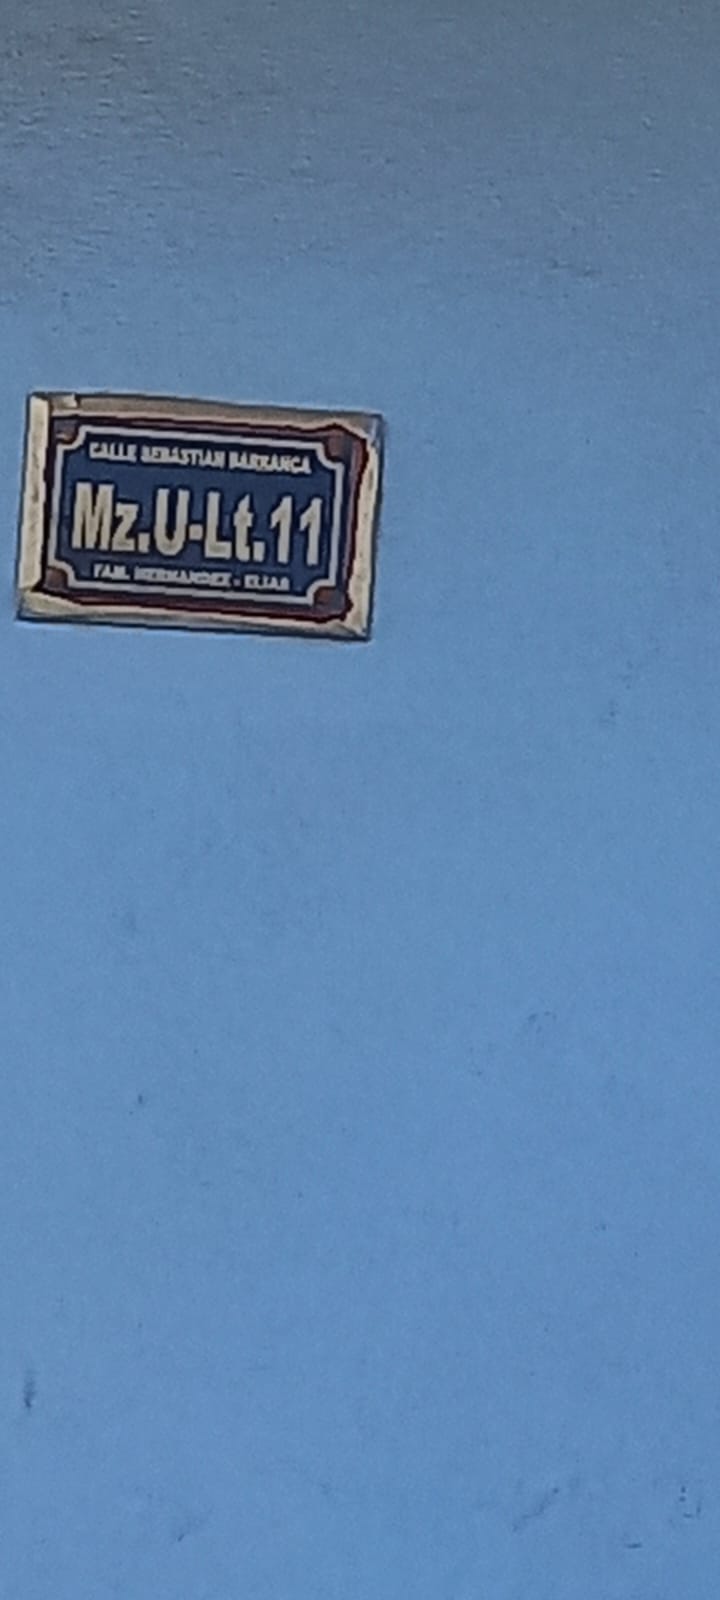 CALLE SEBASTIAN BARRANCA
Mz.U-Lt.11
FAM. HERNANDEZ - ELIAS